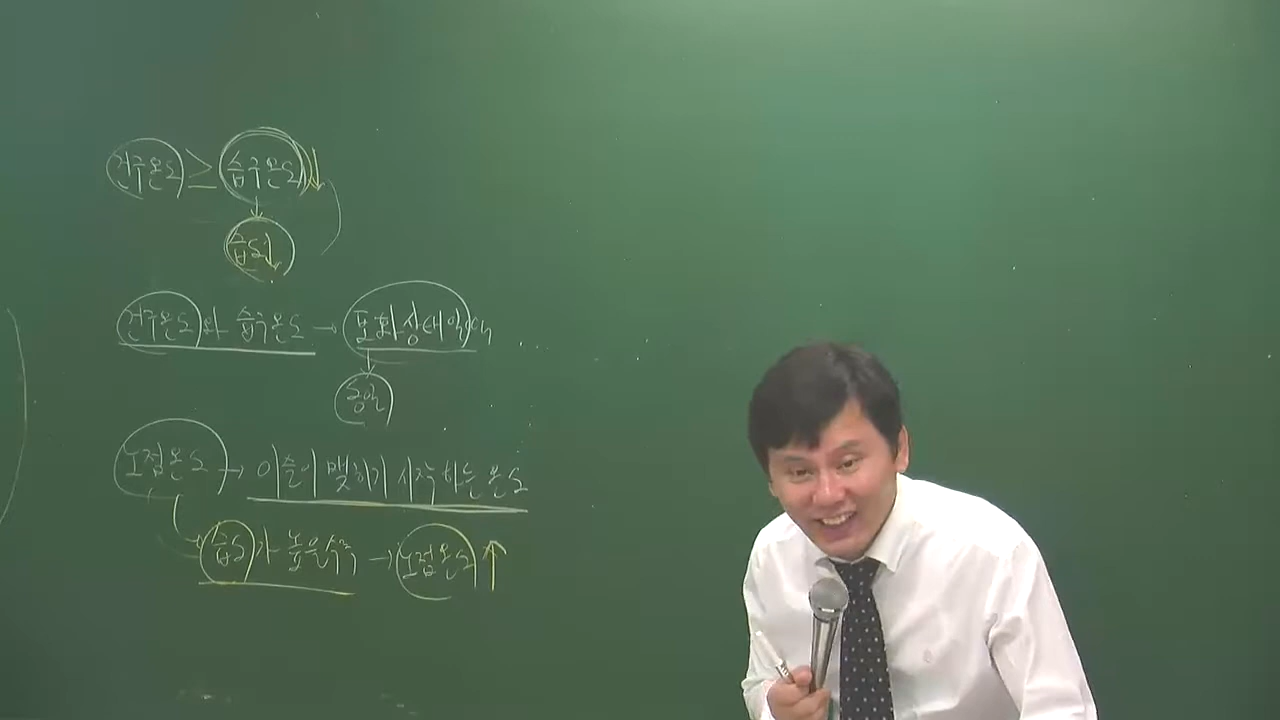 건구온도 ≥ 습구온도 ↓
↓
습도↓
건구온도와 습구온도 → 포화상태일때
↓
동일
노점온도 → 이슬이 맺히기 시작하는 온도
습도가 높을수록 → 노점온도 ↑